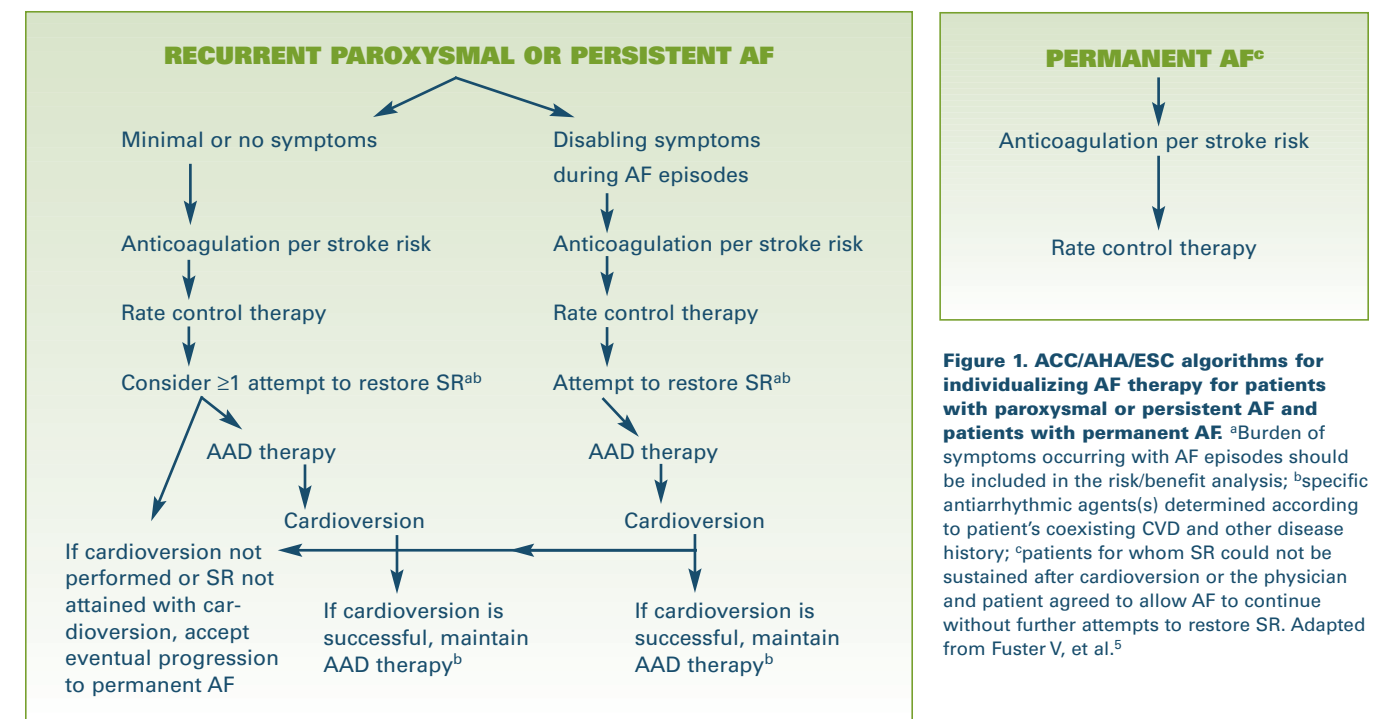 RECURRENT PAROXYSMAL OR PERSISTENT AF
Minimal or no symptoms
Anticoagulation per stroke risk
Rate control therapy
Consider ≥1 attempt to restore SRᵃᵇ
AAD therapy
Cardioversion
If cardioversion not
performed or SR not
attained with car-
dioversion, accept
eventual progression
to permanent AF
If cardioversion is
successful, maintain
AAD therapyᵇ
Disabling symptoms
during AF episodes
Anticoagulation per stroke risk
Rate control therapy
Attempt to restore SRᵃᵇ
AAD therapy
Cardioversion
If cardioversion is
successful, maintain
AAD therapyᵇ
PERMANENT AFᶜ
Anticoagulation per stroke risk
Rate control therapy
Figure 1. ACC/AHA/ESC algorithms for
individualizing AF therapy for patients
with paroxysmal or persistent AF and
patients with permanent AF. ᵃBurden of
symptoms occurring with AF episodes should
be included in the risk/benefit analysis; ᵇspecific
antiarrhythmic agents(s) determined according
to patient’s coexisting CVD and other disease
history; ᶜpatients for whom SR could not be
sustained after cardioversion or the physician
and patient agreed to allow AF to continue
without further attempts to restore SR. Adapted
from Fuster V, et al.⁵